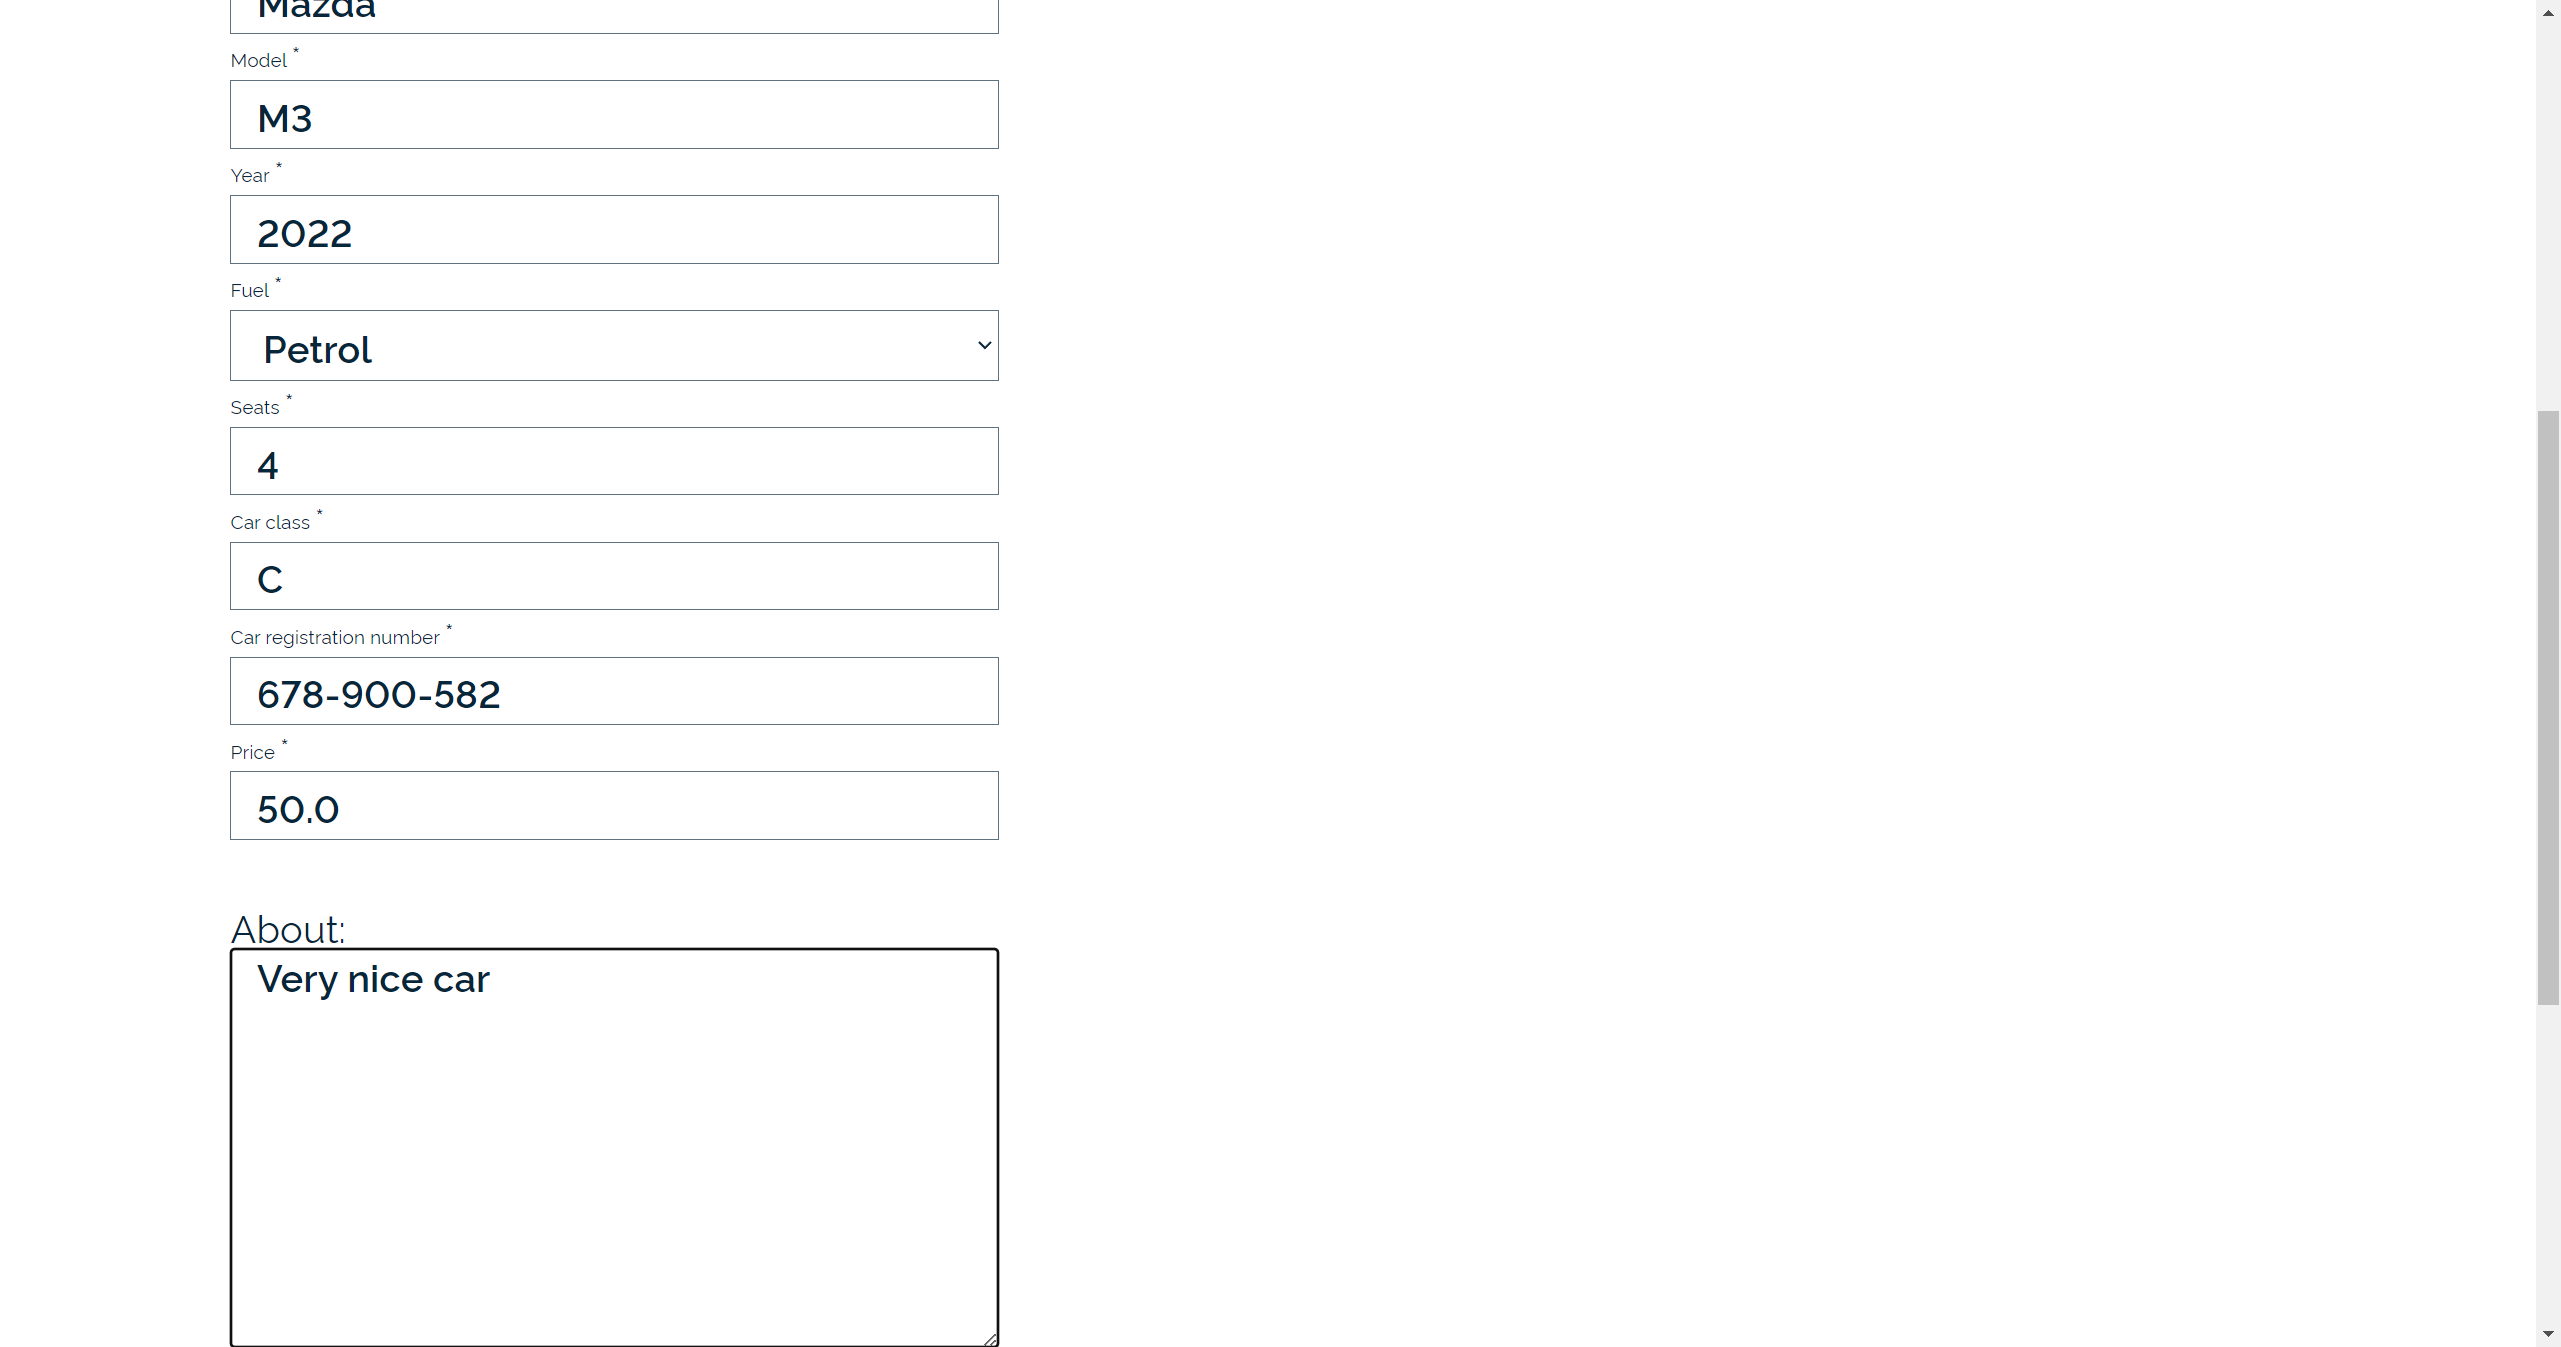 Mazda
Model *
M3
Year *
2022
Fuel *
Petrol
Seats *
4
Car class *
C
Car registration number *
678-900-582
Price *
50.0
About:
Very nice car